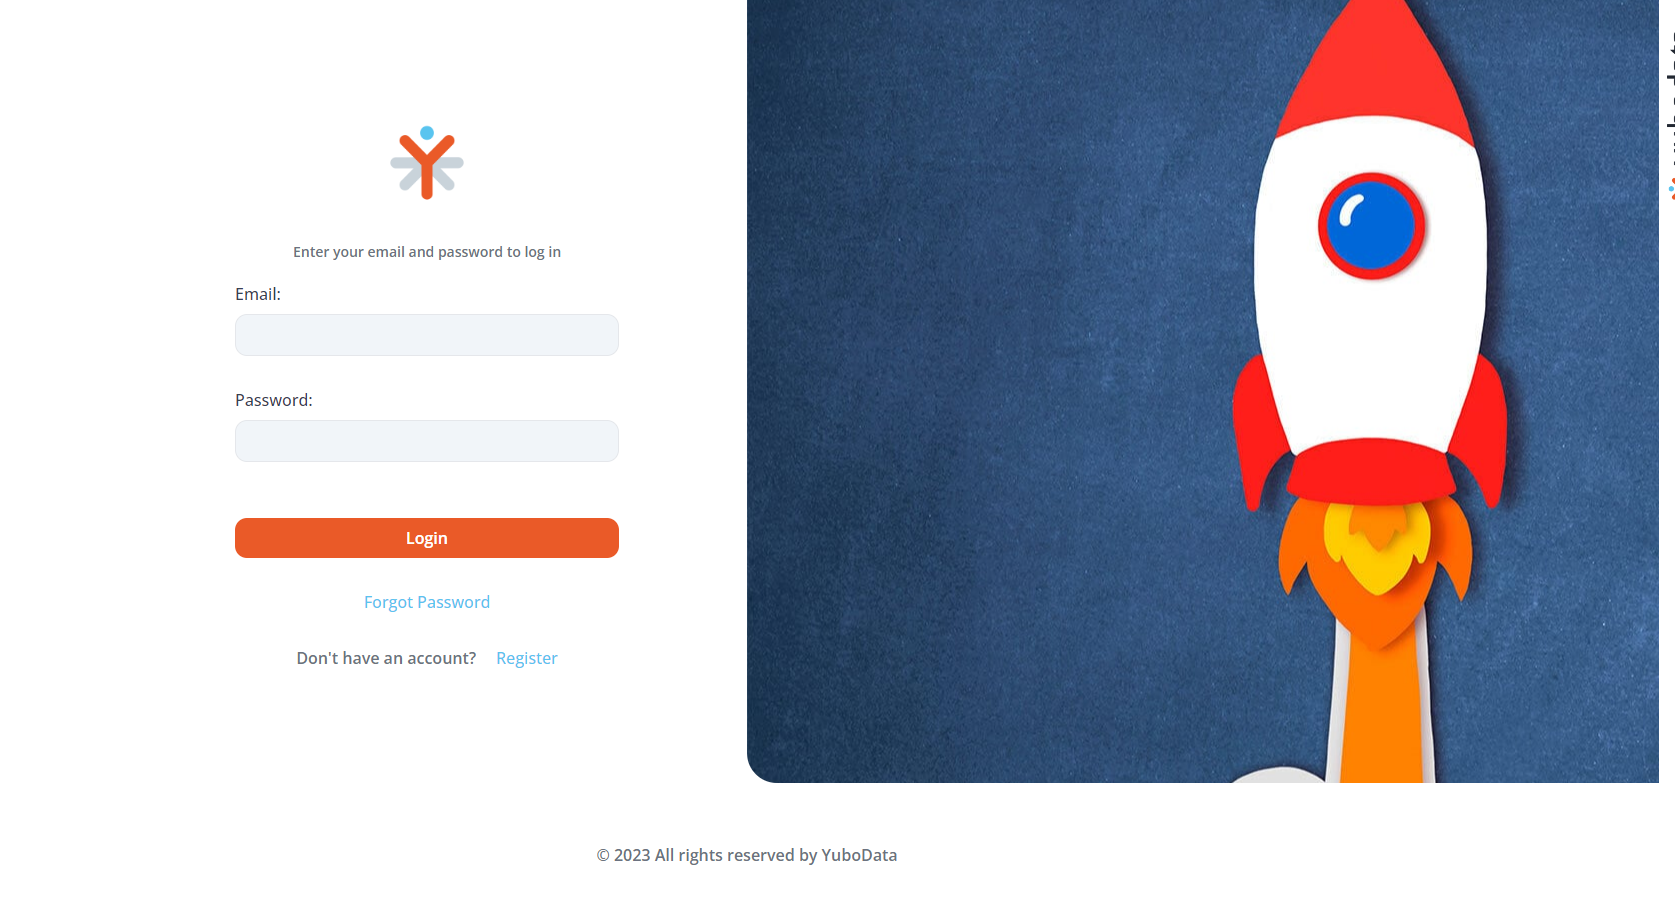 Enter your email and password to log in
Email:
Password:
Login
Forgot Password
Don't have an account? Register
© 2023 All rights reserved by YuboData